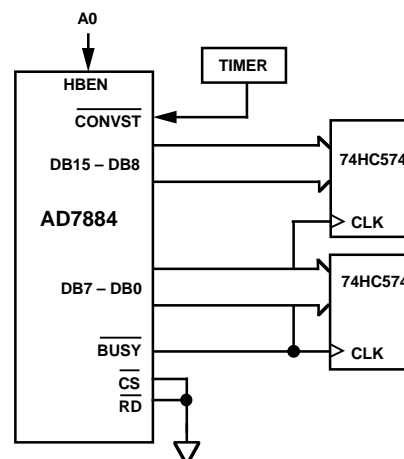 A0
TIMER
HBEN
CONVST
DB15 – DB8
74HC574
AD7884
CLK
DB7 – DB0
74HC574
BUSY
CLK
CS
RD